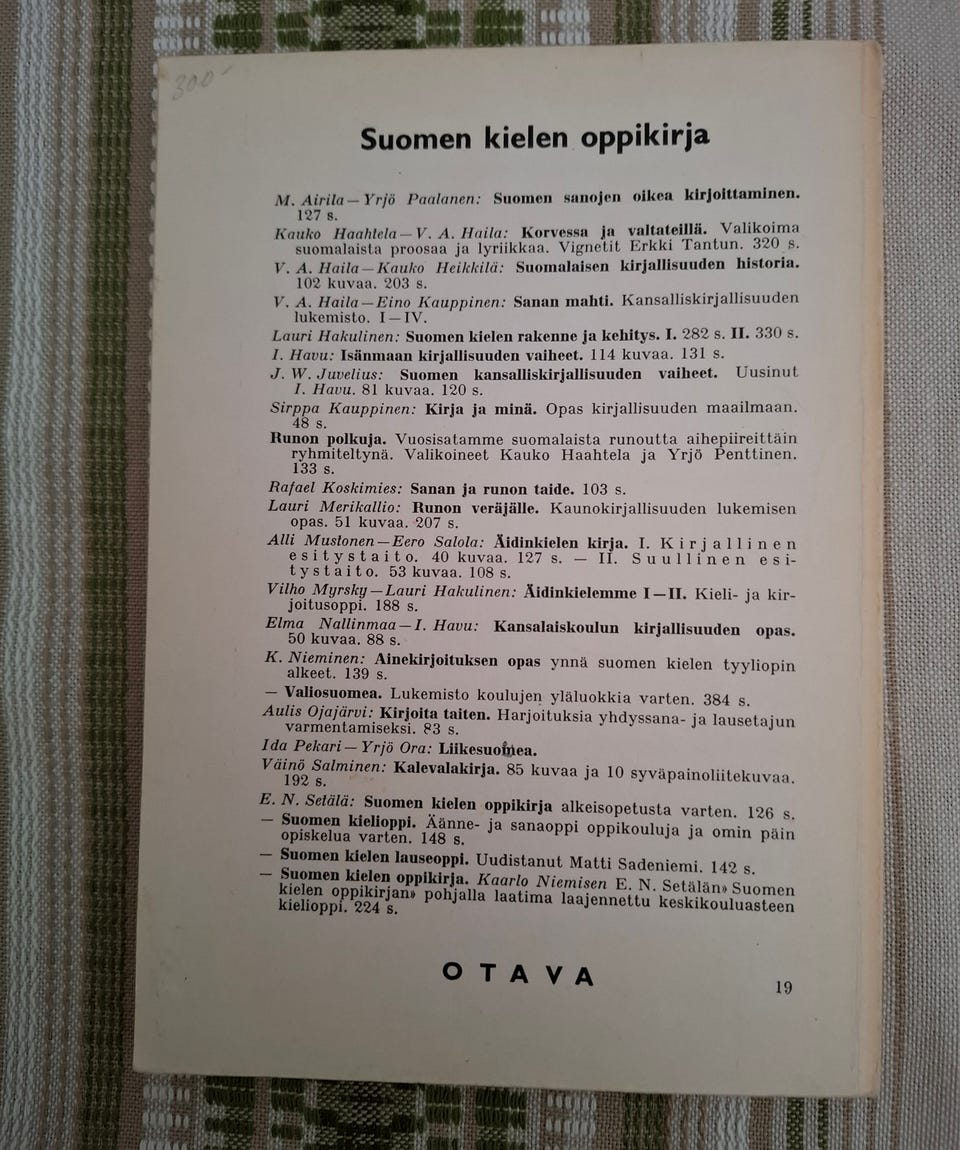 300-
Suomen kielen oppikirja
M. Airila — Yrjö Paalanen: Suomen sanojen oikea kirjoittaminen.
127 s.
Kauko Haahtela — V. A. Haila: Korvessa ja valtateillä. Valikoima
suomalaista proosaa ja lyriikkaa. Vignetit Erkki Tantun. 320 s.
V. A. Haila — Kauko Heikkilä: Suomalaisen kirjallisuuden historia.
102 kuvaa. 203 s.
V. A. Haila — Eino Kauppinen: Sanan mahti. Kansalliskirjallisuuden
lukemisto. I — IV.
Lauri Hakulinen: Suomen kielen rakenne ja kehitys. I. 282 s. II. 330 s.
I. Havu: Isänmaan kirjallisuuden vaiheet. 114 kuvaa. 131 s.
J. W. Juvelius: Suomen kansalliskirjallisuuden vaiheet. Uusinut
I. Havu. 81 kuvaa. 120 s.
Sirppa Kauppinen: Kirja ja minä. Opas kirjallisuuden maailmaan.
48 s.
Runon polkuja. Vuosisatamme suomalaista runoutta aihepiireittäin
ryhmiteltynä. Valikoineet Kauko Haahtela ja Yrjö Penttinen.
133 s.
Rafael Koskimies: Sanan ja runon taide. 103 s.
Lauri Merikallio: Runon veräjälle. Kaunokirjallisuuden lukemisen
opas. 51 kuvaa. 207 s.
Alli Mustonen — Eero Salola: Äidinkielen kirja. I. Kirjallinen
esitystaito. 40 kuvaa. 127 s. — II. Suullinen esi-
tystaito. 53 kuvaa. 108 s.
Vilho Myrsky — Lauri Hakulinen: Äidinkielemme I — II. Kieli- ja kir-
joitusoppi. 188 s.
Elma Nallinmaa — I. Havu: Kansalaiskoulun kirjallisuuden opas.
50 kuvaa. 88 s.
K. Nieminen: Ainekirjoituksen opas ynnä suomen kielen tyyliopin
alkeet. 139 s.
— Valiosuomea. Lukemisto koulujen yläluokkia varten. 384 s.
Aulis Ojajärvi: Kirjoita taiten. Harjoituksia yhdyssana- ja lausetajun
varmentamiseksi. 83 s.
Ida Pekari — Yrjö Ora: Liikesuomea.
Väinö Salminen: Kalevalakirja. 85 kuvaa ja 10 syväpainoliitekuvaa.
192 s.
E. N. Setälä: Suomen kielen oppikirja alkeisopetusta varten. 126 s.
— Suomen kielioppi. Äänne- ja sanaoppi oppikouluja ja omin päin
opiskelua varten. 148 s.
— Suomen kielen lauseoppi. Uudistanut Matti Sadeniemi. 142 s.
— Suomen kielen oppikirja. Kaarlo Niemisen E. N. Setälän» Suomen
kielen oppikirjan» pohjalla laatima laajennettu keskikouluasteen
kielioppi. 224 s.
OTAVA
19